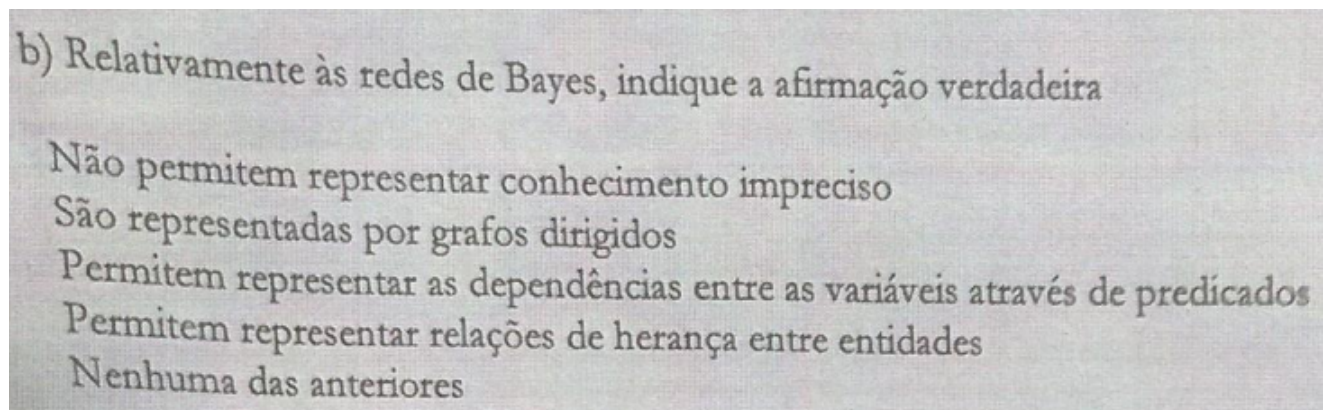 b) Relativamente às redes de Bayes, indique a afirmação verdadeira
Não permitem representar conhecimento impreciso
São representadas por grafos dirigidos
Permitem representar as dependências entre as variáveis através de predicados
Permitem representar relações de herança entre entidades
Nenhuma das anteriores